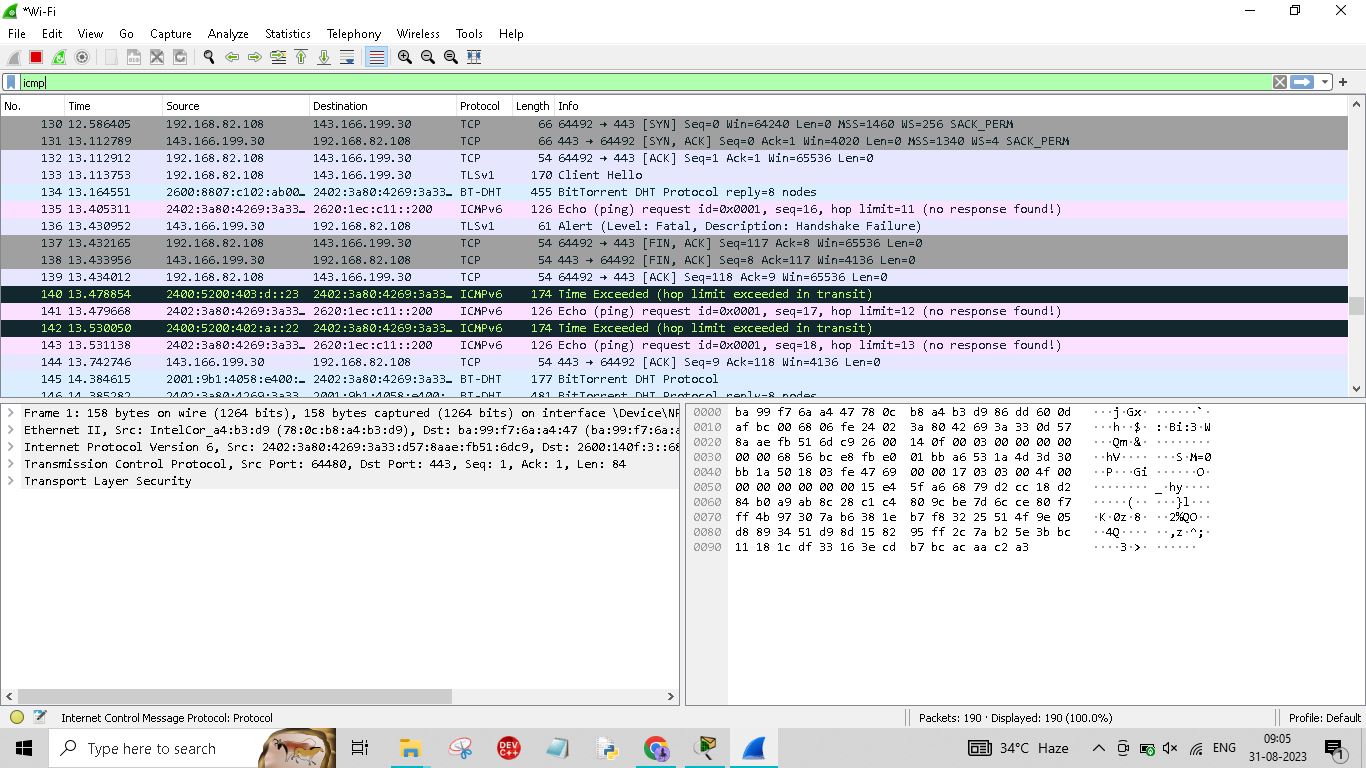 *Wi-Fi
File Edit View Go Capture Analyze Statistics Telephony Wireless Tools Help
icmp
No. Time Source Destination Protocol Length Info
130 12.586405 192.168.82.108 143.166.199.30 TCP 66 64492 → 443 [SYN] Seq=0 Win=64240 Len=0 MSS=1460 WS=256 SACK_PERM
131 13.112789 143.166.199.30 192.168.82.108 TCP 66 443 → 64492 [SYN, ACK] Seq=0 Ack=1 Win=4020 Len=0 MSS=1340 WS=4 SACK_PERM
132 13.112912 192.168.82.108 143.166.199.30 TCP 54 64492 → 443 [ACK] Seq=1 Ack=1 Win=65536 Len=0
133 13.113753 192.168.82.108 143.166.199.30 TLSv1 170 Client Hello
134 13.164551 2600:8807:c102:ab00… 2402:3a80:4269:3a33… BT-DHT 455 BitTorrent DHT Protocol reply=8 nodes
135 13.405311 2402:3a80:4269:3a33… 2620:1ec:c11::200 ICMPv6 126 Echo (ping) request id=0x0001, seq=16, hop limit=11 (no response found!)
136 13.430952 143.166.199.30 192.168.82.108 TLSv1 61 Alert (Level: Fatal, Description: Handshake Failure)
137 13.432165 192.168.82.108 143.166.199.30 TCP 54 64492 → 443 [FIN, ACK] Seq=117 Ack=8 Win=65536 Len=0
138 13.433956 143.166.199.30 192.168.82.108 TCP 54 443 → 64492 [FIN, ACK] Seq=8 Ack=117 Win=4136 Len=0
139 13.434012 192.168.82.108 143.166.199.30 TCP 54 64492 → 443 [ACK] Seq=118 Ack=9 Win=65536 Len=0
140 13.478854 2400:5200:403:d::23 2402:3a80:4269:3a33… ICMPv6 174 Time Exceeded (hop limit exceeded in transit)
141 13.479668 2402:3a80:4269:3a33… 2620:1ec:c11::200 ICMPv6 126 Echo (ping) request id=0x0001, seq=17, hop limit=12 (no response found!)
142 13.530050 2400:5200:402:a::22 2402:3a80:4269:3a33… ICMPv6 174 Time Exceeded (hop limit exceeded in transit)
143 13.531138 2402:3a80:4269:3a33… 2620:1ec:c11::200 ICMPv6 126 Echo (ping) request id=0x0001, seq=18, hop limit=13 (no response found!)
144 13.742746 143.166.199.30 192.168.82.108 TCP 54 443 → 64492 [ACK] Seq=9 Ack=118 Win=4136 Len=0
145 14.384615 2001:9b1:4058:e400:… 2402:3a80:4269:3a33… BT-DHT 177 BitTorrent DHT Protocol
146 14.385282 2402:3a80:4269:3a33… 2001:9b1:4058:e400:… BT-DHT 481 BitTorrent DHT Protocol reply=8 nodes
Frame 1: 158 bytes on wire (1264 bits), 158 bytes captured (1264 bits) on interface \Device\NP
Ethernet II, Src: IntelCor_a4:b3:d9 (78:0c:b8:a4:b3:d9), Dst: ba:99:f7:6a:a4:47 (ba:99:f7:6a:a
Internet Protocol Version 6, Src: 2402:3a80:4269:3a33:d57:8aae:fb51:6dc9, Dst: 2600:140f:3::68
Transmission Control Protocol, Src Port: 64480, Dst Port: 443, Seq: 1, Ack: 1, Len: 84
Transport Layer Security
0000 ba 99 f7 6a a4 47 78 0c b8 a4 b3 d9 86 dd 60 0d ···j·Gx· ······`·
0010 af bc 00 68 06 fe 24 02 3a 80 42 69 3a 33 0d 57 ···h··$· :·Bi:3·W
0020 8a ae fb 51 6d c9 26 00 14 0f 00 03 00 00 00 00 ···Qm·&· ········
0030 00 00 68 56 bc e8 fb e0 01 bb a6 53 1a 4d 3d 30 ··hV···· ···S·M=0
0040 bb 1a 50 18 03 fe 47 69 00 00 17 03 03 00 4f 00 ··P···Gi ······O·
0050 00 00 00 00 00 00 15 e4 5f a6 68 79 d2 cc 18 d2 ········ _·hy····
0060 84 b0 a9 ab 8c 28 c1 c4 80 9c be 7d 6c ce 80 f7 ·····(·· ···}l···
0070 ff 4b 97 30 7a b6 38 1e b7 f8 32 25 51 4f 9e 05 ·K·0z·8· ··2%QO··
0080 d8 89 34 51 d9 8d 15 82 95 ff 2c 7a b2 5e 3b bc ··4Q···· ··,z·^;·
0090 11 18 1c df 33 16 3e cd b7 bc ac aa c2 a3 ····3·>· ······
Internet Control Message Protocol: Protocol
Packets: 190 · Displayed: 190 (100.0%)
Profile: Default
Type here to search
DEV C++
34°C Haze
ENG
09:05
31-08-2023
1